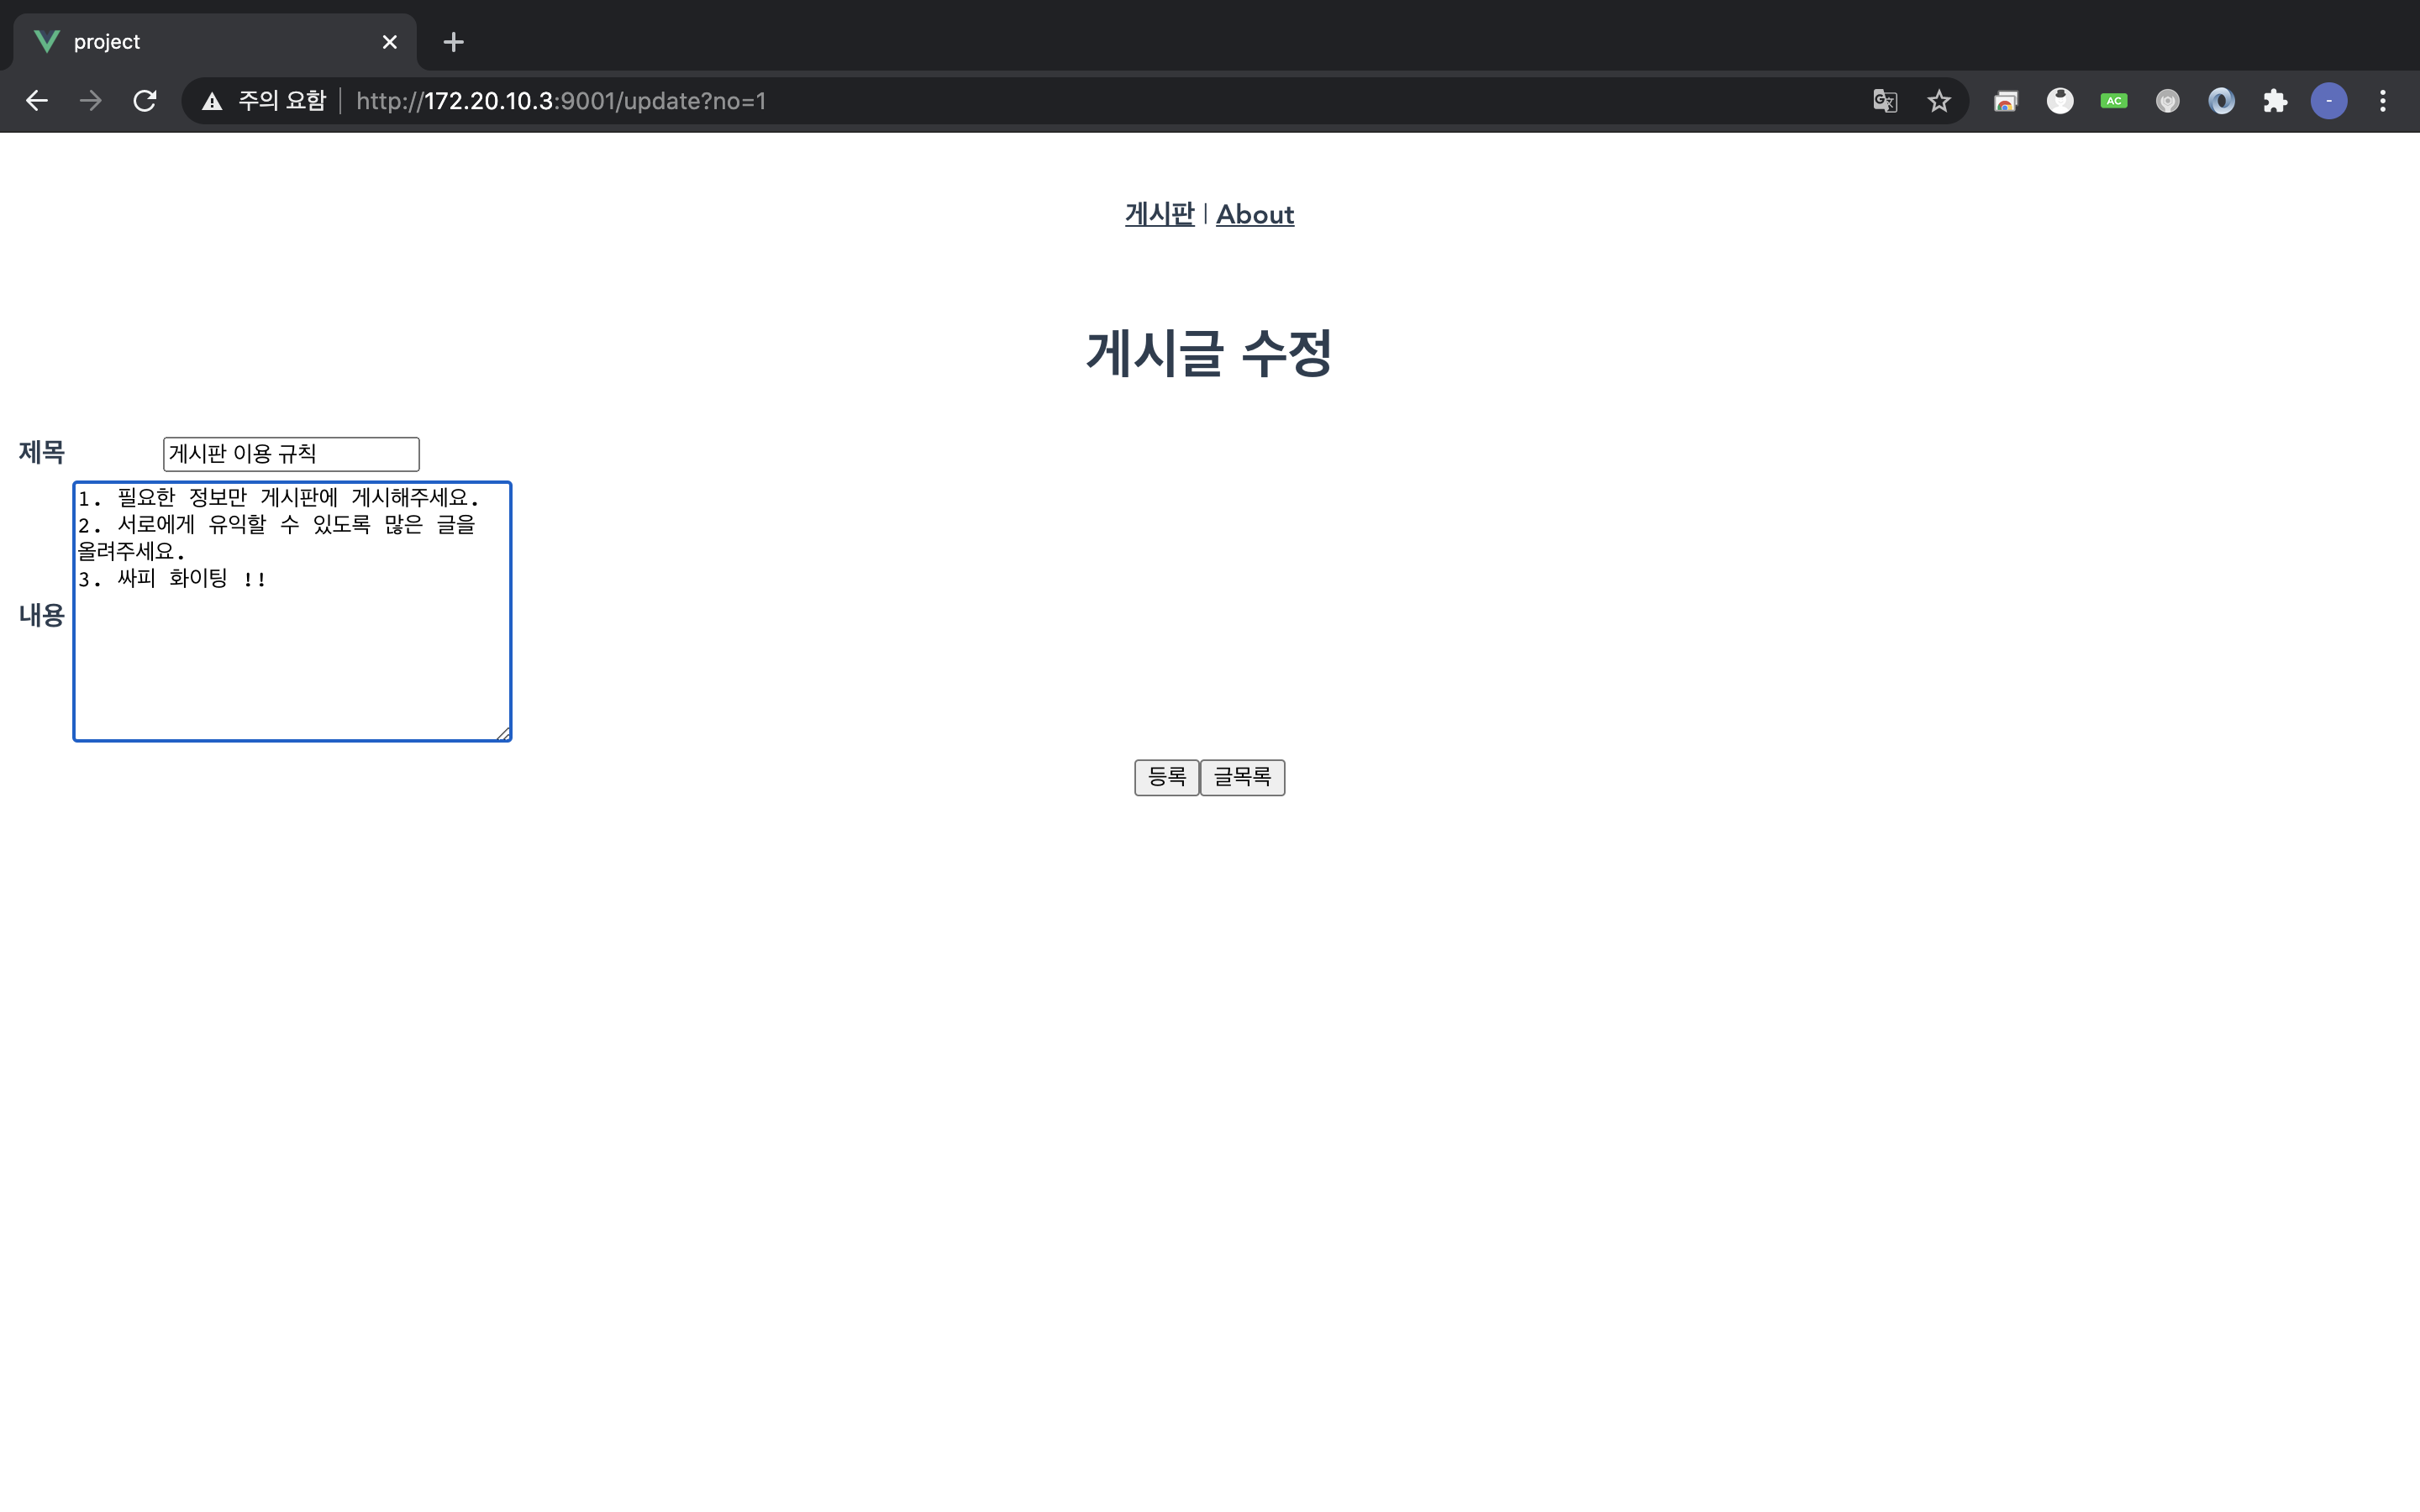 project
주의 요함 | http://172.20.10.3:9001/update?no=1
AC
-
게시판 | About
게시글 수정
제목 게시판 이용 규칙
1. 필요한 정보만 게시판에 게시해주세요.
2. 서로에게 유익할 수 있도록 많은 글을
올려주세요.
3. 싸피 화이팅 !!
내용
등록 글목록